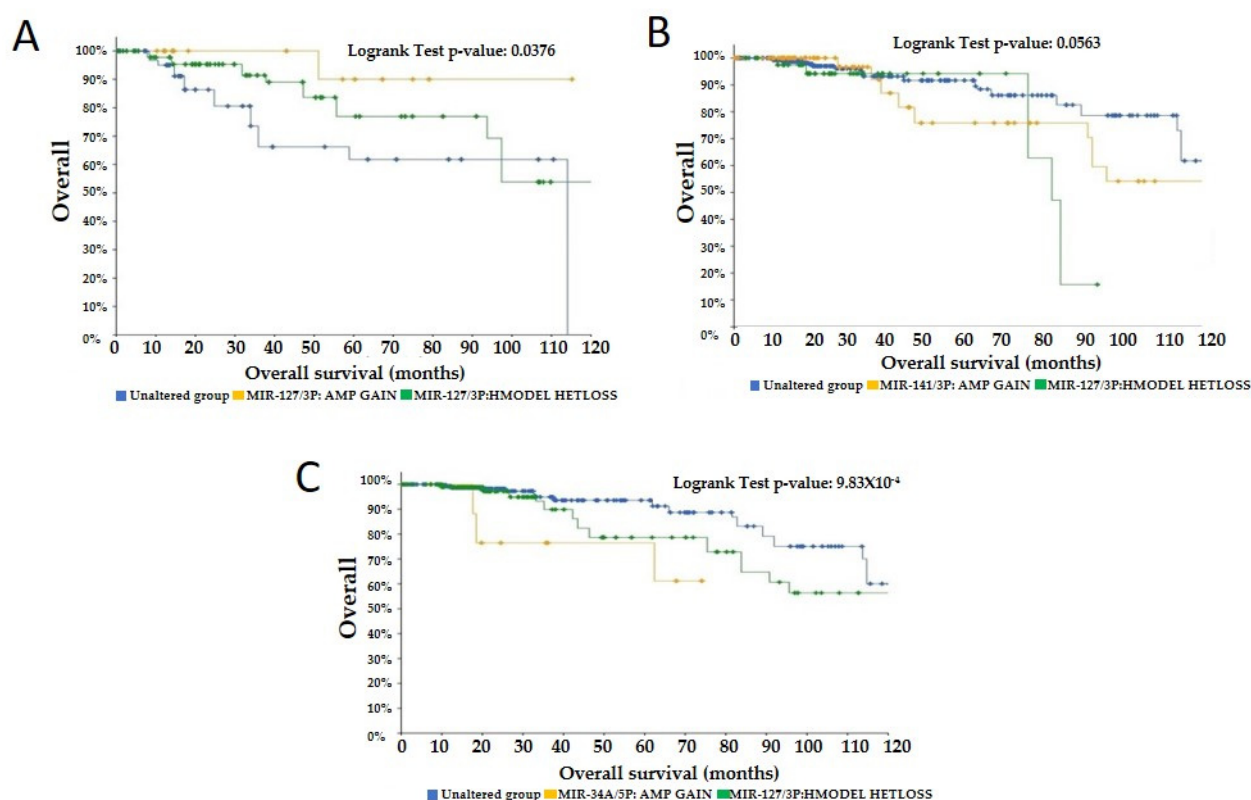 A
Logrank Test p-value: 0.0376
100%
90%
80%
70%
60%
50%
40%
30%
20%
10%
0%
Overall
0 10 20 30 40 50 60 70 80 90 100 110 120
Overall survival (months)
Unaltered group MIR-127/3P: AMP GAIN MIR-127/3P:HMODEL HETLOSS
B
Logrank Test p-value: 0.0563
100%
90%
80%
70%
60%
50%
40%
30%
20%
10%
0%
Overall
0 10 20 30 40 50 60 70 80 90 100 110 120
Overall survival (months)
Unaltered group MIR-141/3P: AMP GAIN MIR-127/3P:HMODEL HETLOSS
C
Logrank Test p-value: 9.83X10⁻⁴
100%
90%
80%
70%
60%
50%
40%
30%
20%
10%
0%
Overall
0 10 20 30 40 50 60 70 80 90 100 110 120
Overall survival (months)
Unaltered group MIR-34A/5P: AMP GAIN MIR-127/3P:HMODEL HETLOSS